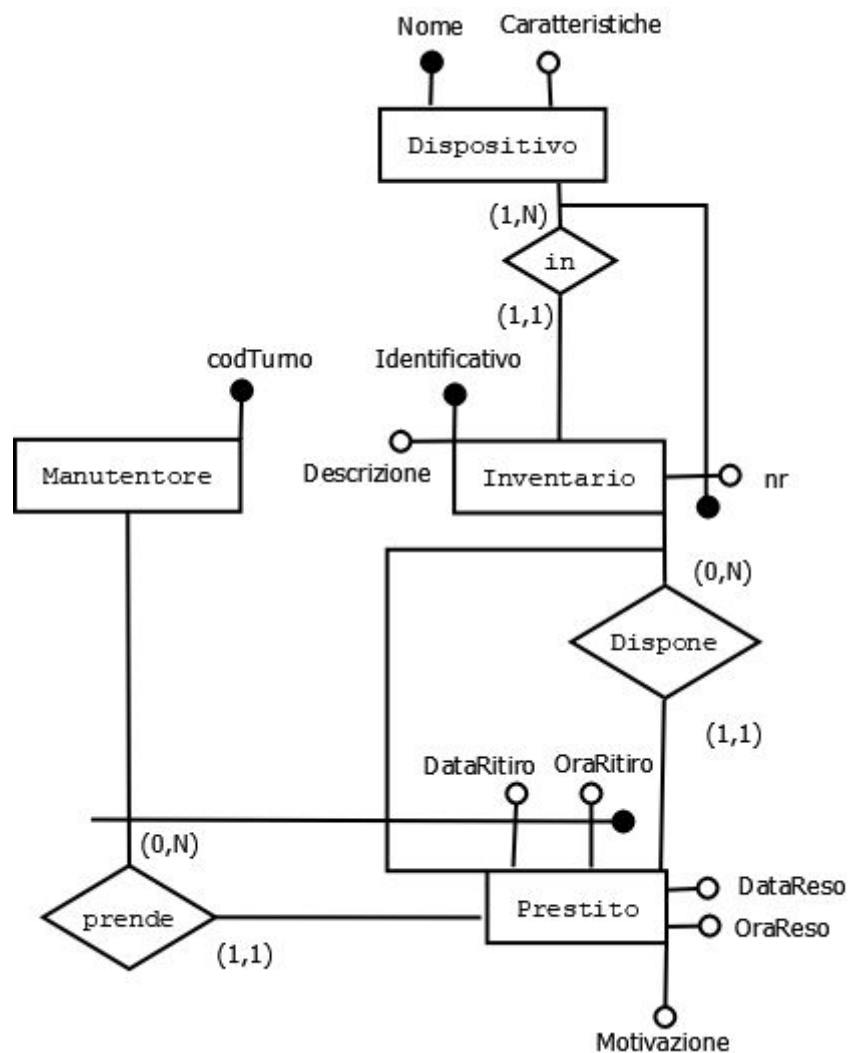 Nome
Caratteristiche
Dispositivo
(1,N)
in
(1,1)
codTurno
Identificativo
Manutentore
Descrizione
Inventario
nr
(0,N)
Dispone
(1,1)
DataRitiro
OraRitiro
(0,N)
prende
(1,1)
Prestito
DataReso
OraReso
Motivazione